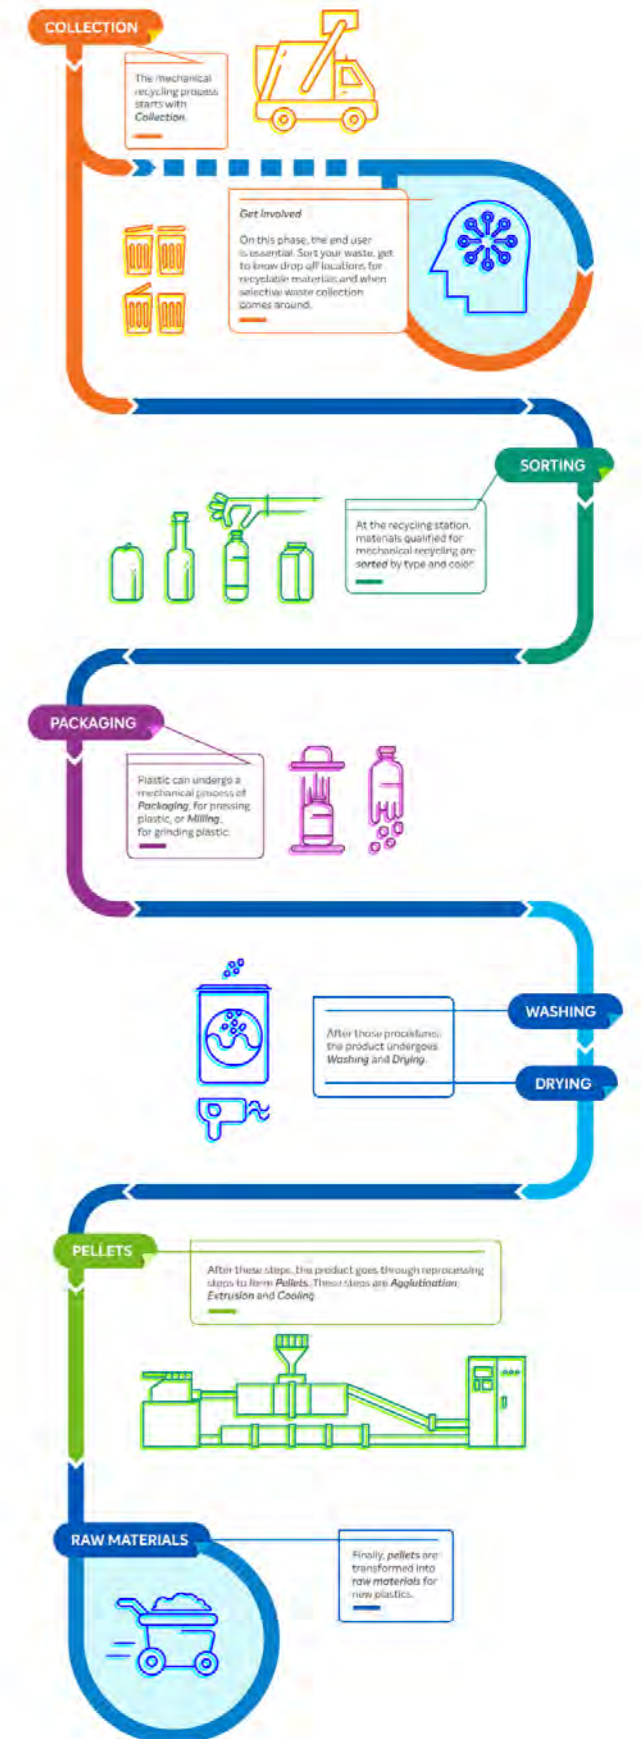 COLLECTION
The mechanical
recycling process
starts with
Collection.
Get Involved
On this phase, the end user
is essential. Sort your waste, get
to know drop off locations for
recyclable materials and when
selective waste collection
comes around.
SORTING
At the recycling station,
materials qualified for
mechanical recycling are
sorted by type and color.
PACKAGING
Plastic can undergo a
mechanical process of
Packaging, for pressing
plastic, or Milling,
for grinding plastic.
WASHING
After those procedures,
the product undergoes
Washing and Drying.
DRYING
PELLETS
After these steps, the product goes through reprocessing
steps to form Pellets. These steps are Agglutination,
Extrusion and Cooling.
RAW MATERIALS
Finally, pellets are
transformed into
raw materials for
new plastics.